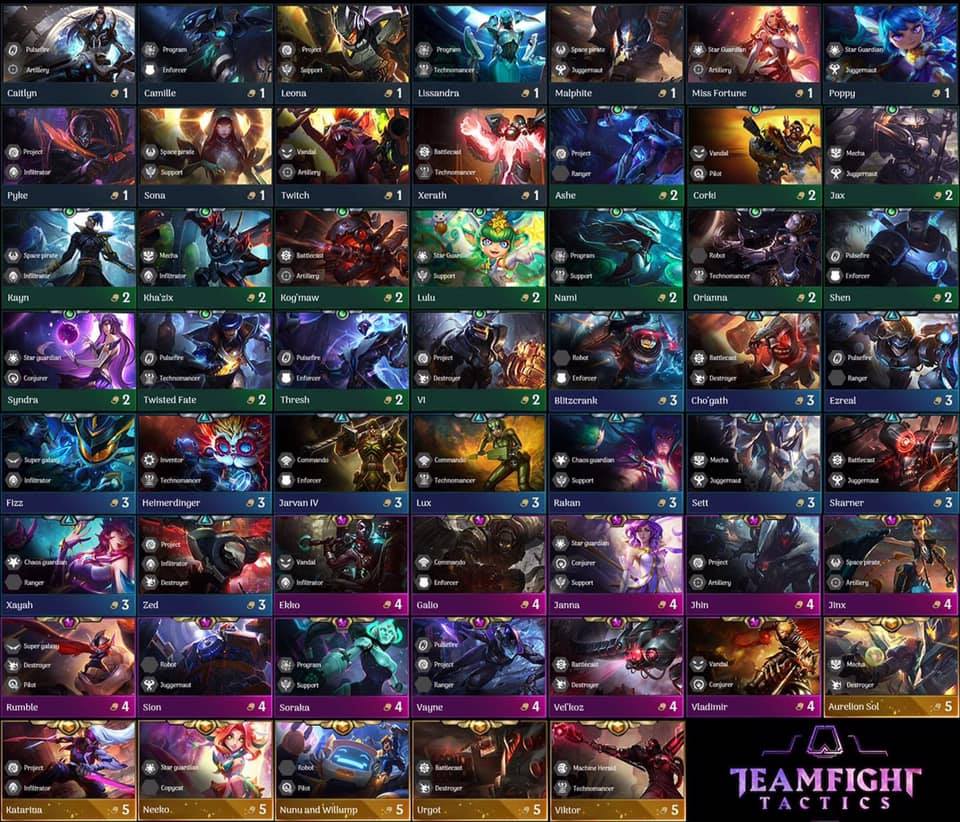 Pulsefire
Artillery
Caitlyn 1
Program
Enforcer
Camille 1
Project
Support
Leona 1
Program
Technomancer
Lissandra 1
Space pirate
Juggernaut
Malphite 1
Star Guardian
Artillery
Miss Fortune 1
Star Guardian
Juggernaut
Poppy 1
Project
Infiltrator
Pyke 1
Space pirate
Support
Sona 1
Vandal
Artillery
Twitch 1
Battlecast
Technomancer
Xerath 1
Project
Ranger
Ashe 2
Vandal
Pilot
Corki 2
Mecha
Juggernaut
Jax 2
Space pirate
Infiltrator
Kayn 2
Mecha
Infiltrator
Kha'zix 2
Battlecast
Artillery
Kog'maw 2
Star Guardian
Support
Lulu 2
Program
Support
Nami 2
Robot
Technomancer
Orianna 2
Pulsefire
Enforcer
Shen 2
Star guardian
Conjurer
Syndra 2
Pulsefire
Technomancer
Twisted Fate 2
Pulsefire
Enforcer
Thresh 2
Project
Destroyer
VI 2
Robot
Enforcer
Blitzcrank 3
Battlecast
Destroyer
Cho'gath 3
Pulsefire
Ranger
Ezreal 3
Super galaxy
Infiltrator
Fizz 3
Inventor
Technomancer
Heimerdinger 3
Commando
Juggernaut
Jarvan IV 3
Commando
Technomancer
Lux 3
Chaos guardian
Infiltrator
Rakan 3
Mecha
Juggernaut
Sett 3
Battlecast
Juggernaut
Skarner 3
Chaos guardian
Ranger
Xayah 3
Project
Infiltrator
Destroyer
Zed 3
Vandal
Infiltrator
Ekko 4
Commando
Enforcer
Galio 4
Star guardian
Conjurer
Support
Janna 4
Project
Artillery
Jhin 4
Space pirate
Artillery
Jinx 4
Super galaxy
Destroyer
Pilot
Rumble 4
Robot
Juggernaut
Sion 4
Program
Support
Soraka 4
Pulsefire
Project
Ranger
Vayne 4
Battlecast
Destroyer
Vel'koz 4
Vandal
Conjurer
Vladimir 4
Mecha
Destroyer
Aurelion Sol 5
Project
Infiltrator
Katarina 5
Star guardian
Copycat
Neeko 5
Robot
Pilot
Nunu and Willump 5
Battlecast
Destroyer
Urgot 5
Machine Herald
Technomancer
Viktor 5
TEAMFIGHT
TACTICS